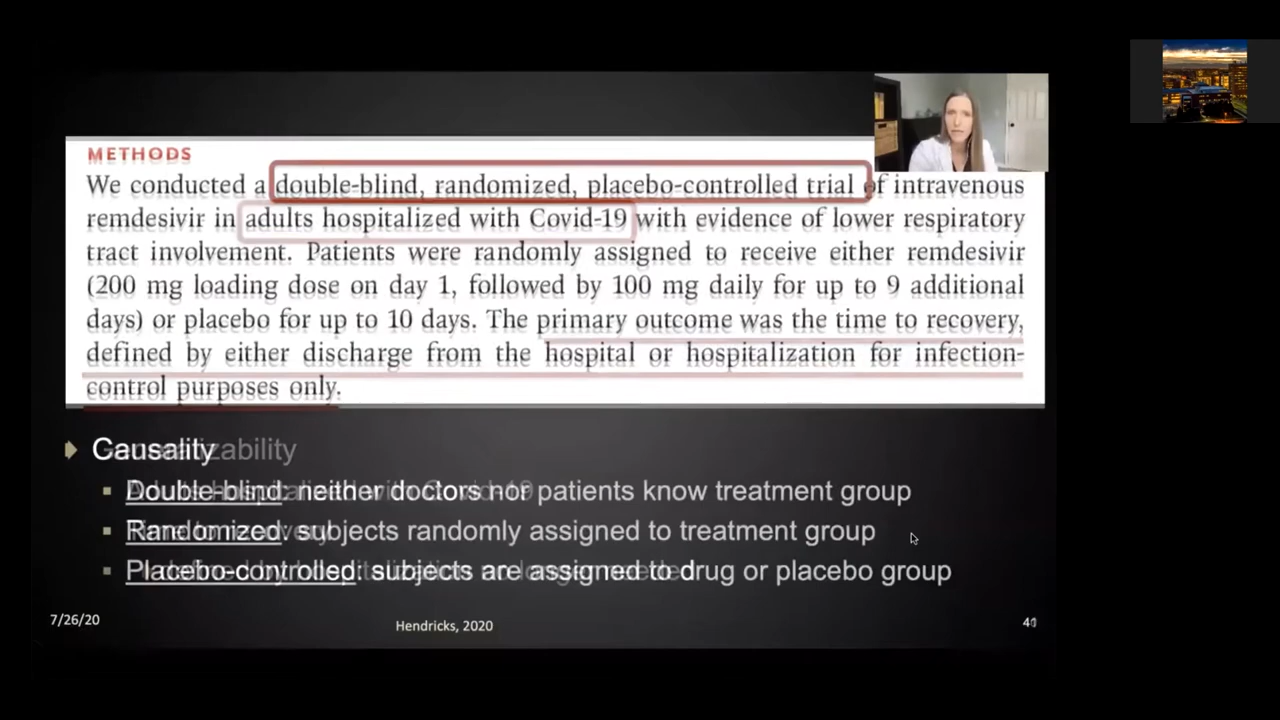 METHODS
We conducted a double-blind, randomized, placebo-controlled trial of intravenous
remdesivir in adults hospitalized with Covid-19 with evidence of lower respiratory
tract involvement. Patients were randomly assigned to receive either remdesivir
(200 mg loading dose on day 1, followed by 100 mg daily for up to 9 additional
days) or placebo for up to 10 days. The primary outcome was the time to recovery,
defined by either discharge from the hospital or hospitalization for infection-
control purposes only.
Causality
Double-blind: neither doctors nor patients know treatment group
Randomized: subjects randomly assigned to treatment group
Placebo-controlled: subjects are assigned to drug or placebo group
7/26/20
Hendricks, 2020